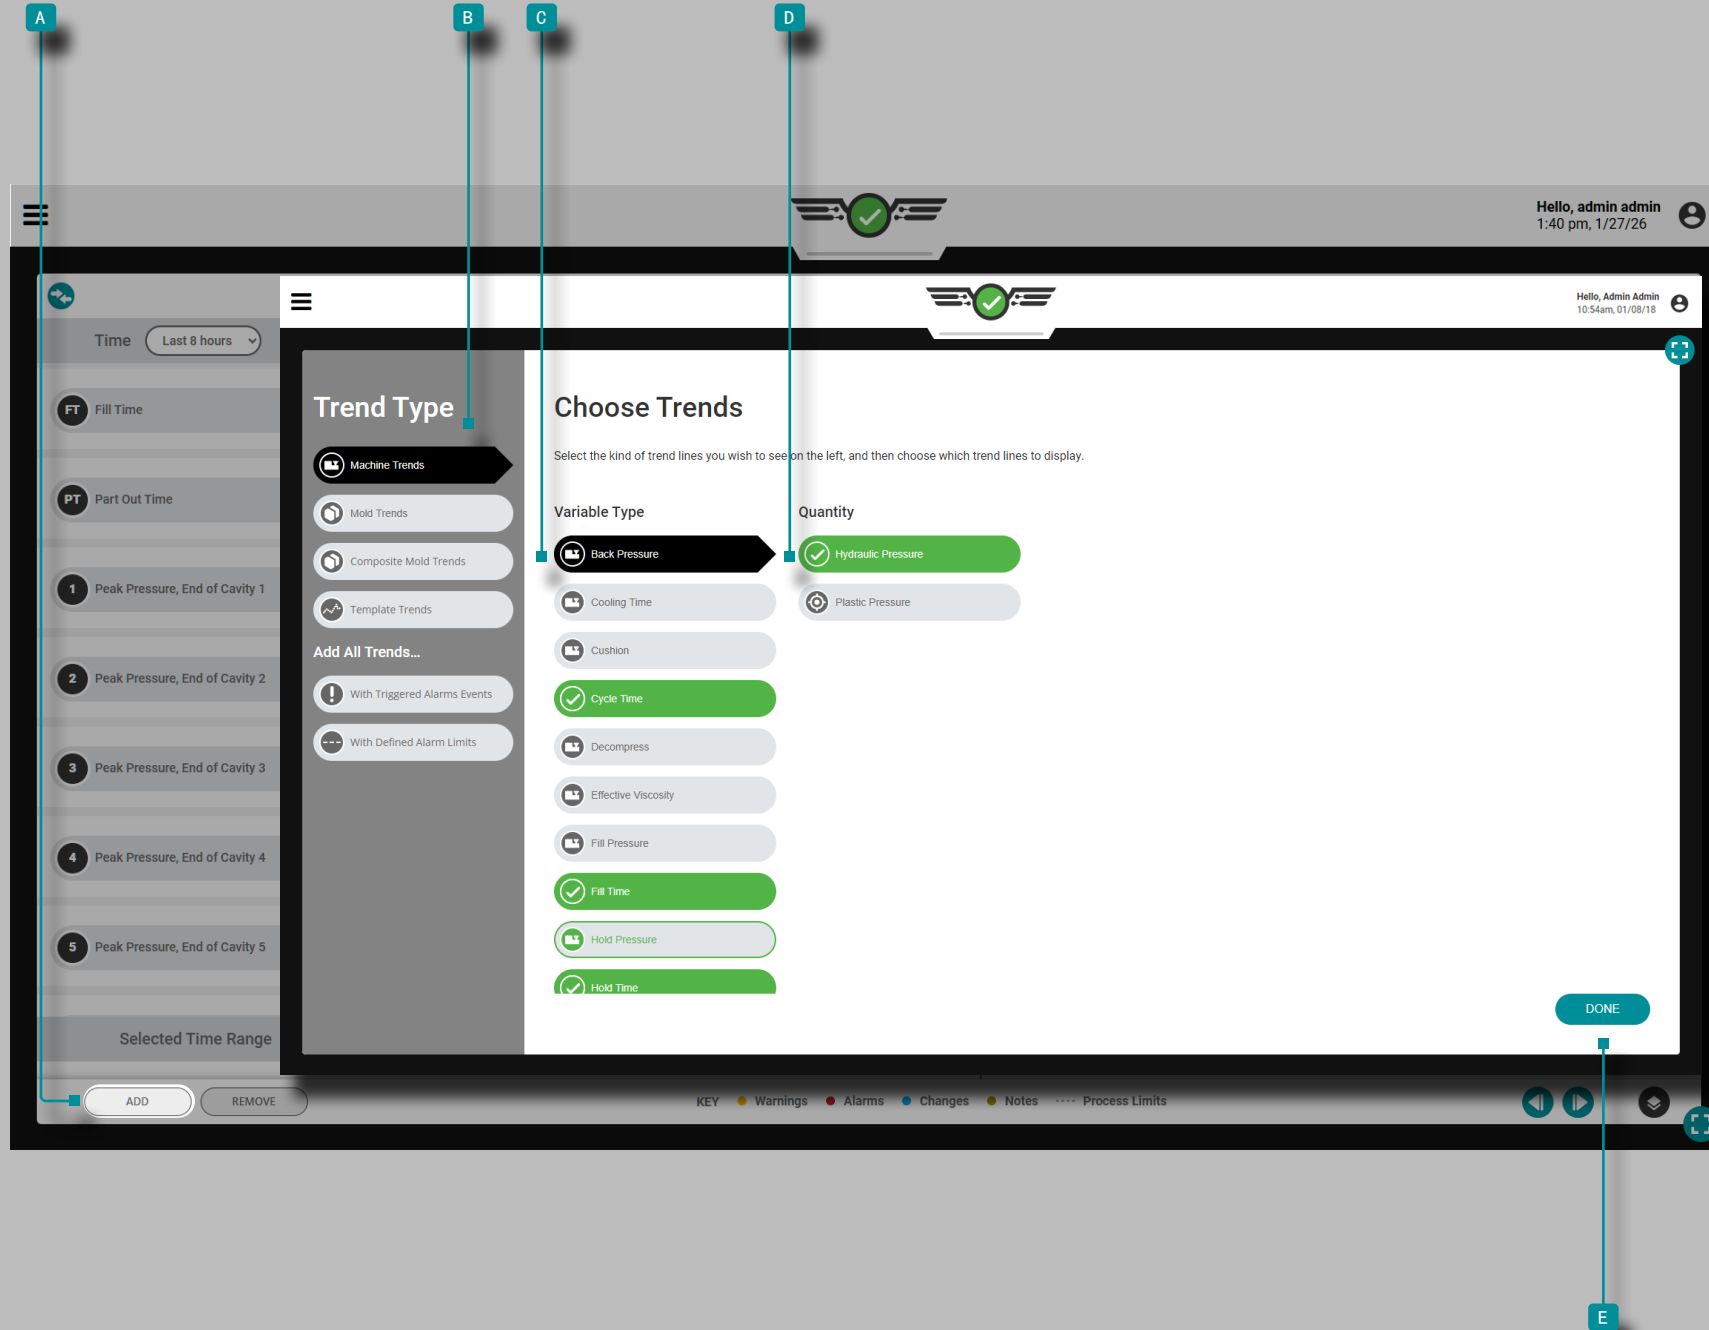 A
B
C
D
Hello, admin admin
1:40 pm, 1/27/26
Time
Last 8 hours
FT
Fill Time
PT
Part Out Time
1
Peak Pressure, End of Cavity 1
2
Peak Pressure, End of Cavity 2
3
Peak Pressure, End of Cavity 3
4
Peak Pressure, End of Cavity 4
5
Peak Pressure, End of Cavity 5
Selected Time Range
Hello, Admin Admin
10:54am, 01/08/18
Trend Type
Machine Trends
Mold Trends
Composite Mold Trends
Template Trends
Add All Trends...
With Triggered Alarms Events
With Defined Alarm Limits
Choose Trends
Select the kind of trend lines you wish to see on the left, and then choose which trend lines to display.
Variable Type
Back Pressure
Cooling Time
Cushion
Cycle Time
Decompress
Effective Viscosity
Fill Pressure
Fill Time
Hold Pressure
Hold Time
Quantity
Hydraulic Pressure
Plastic Pressure
DONE
ADD
REMOVE
KEY
Warnings
Alarms
Changes
Notes
Process Limits
E